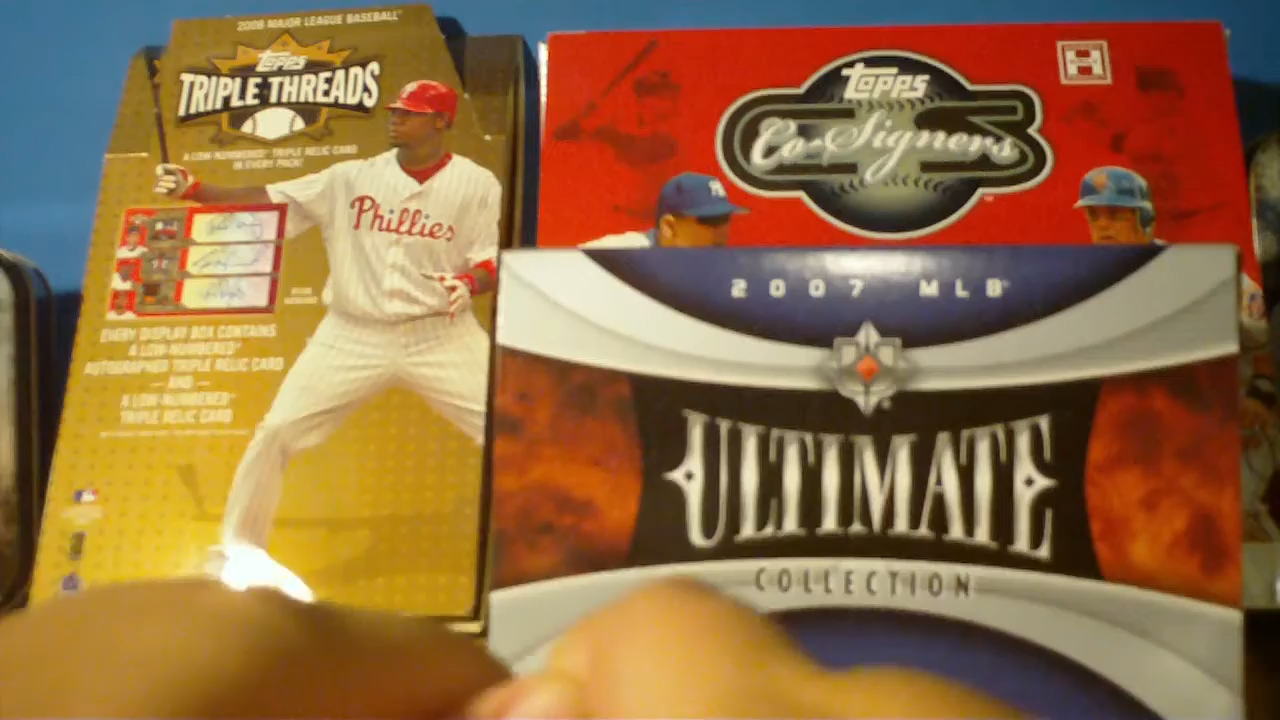 2008 MAJOR LEAGUE BASEBALL
Topps
TRIPLE THREADS
A LOW-NUMBERED TRIPLE RELIC CARD
IN EVERY PACK!
Phillies
EVERY DISPLAY BOX CONTAINS
A LOW-NUMBERED
AUTOGRAPHED TRIPLE RELIC CARD
— AND —
A LOW-NUMBERED
TRIPLE RELIC CARD
Topps
Co-Signers
H
2007 MLB
ULTIMATE
COLLECTION